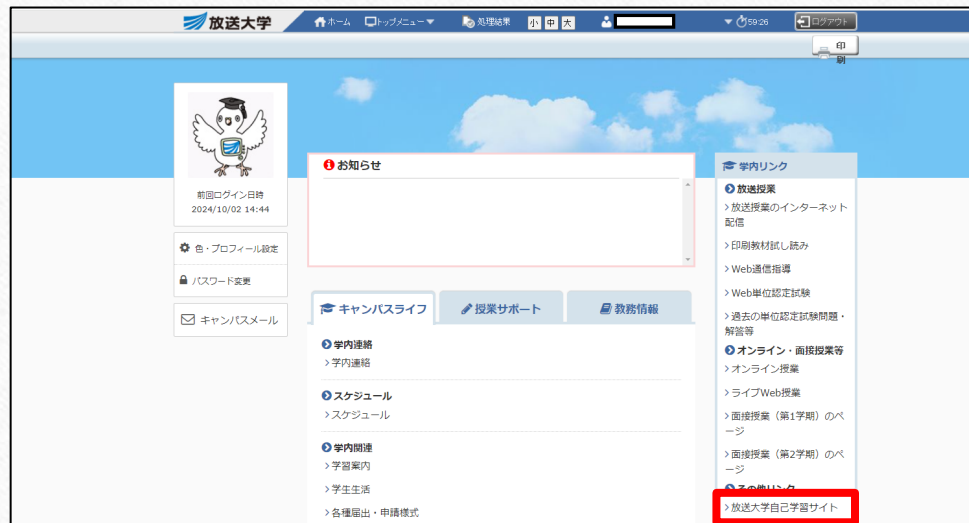 放送大学
ホーム トップメニュー▼ 処理結果 小 中 大 ▼ 59:26 ログアウト
印
刷
前回ログイン日時
2024/10/02 14:44
色・プロフィール設定
パスワード変更
キャンパスメール
お知らせ
キャンパスライフ 授業サポート 教務情報
学内連絡
>学内連絡
スケジュール
>スケジュール
学内関連
>学習案内
>学生生活
>各種届出・申請様式
学内リンク
放送授業
>放送授業のインターネット
配信
>印刷教材試し読み
>Web通信指導
>Web単位認定試験
>過去の単位認定試験問題・
解答等
オンライン・面接授業等
>オンライン授業
>ライブWeb授業
>面接授業（第1学期）のペ
ージ
>面接授業（第2学期）のペ
ージ
その他リンク
>放送大学自己学習サイト